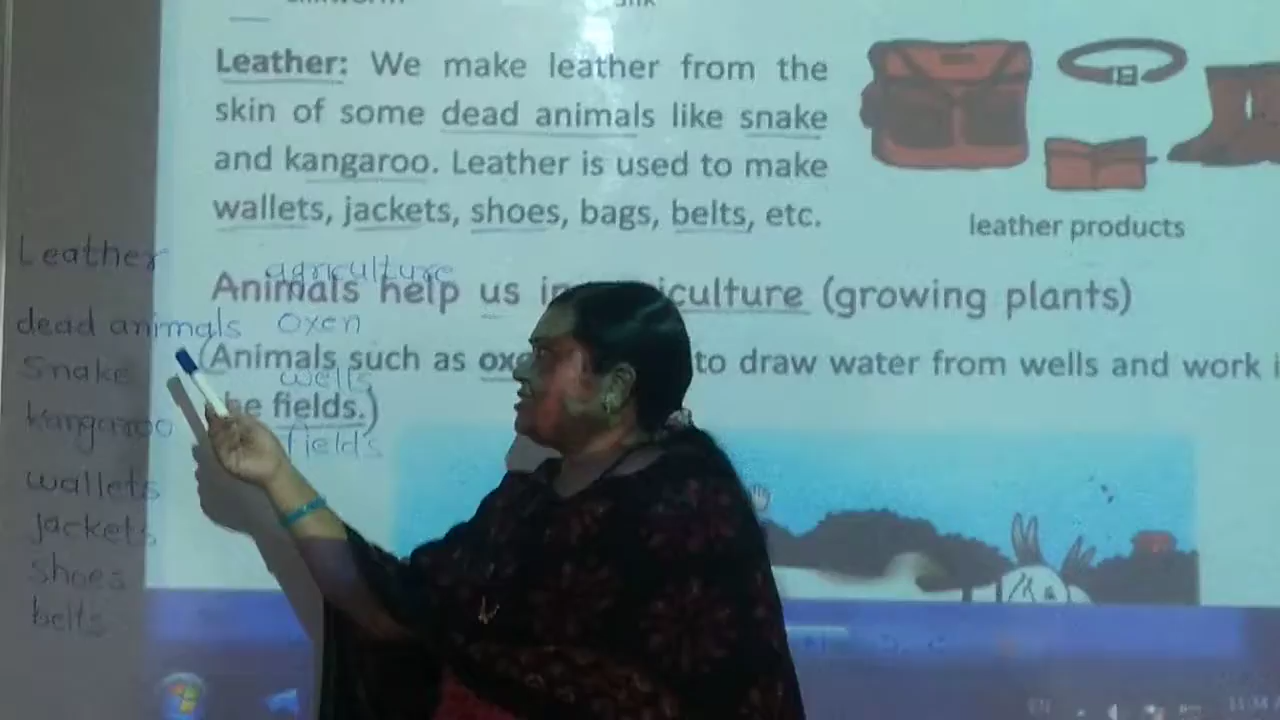 Leather: We make leather from the
skin of some dead animals like snake
and kangaroo. Leather is used to make
wallets, jackets, shoes, bags, belts, etc.
leather products
Animals help us in culture (growing plants)
(Animals such as to draw water from wells and work
fields.)
Leather
dead animals
Snake
kangaroo
wallets
jackets
shoes
belts
agriculture
oxen
wells
fields
EN